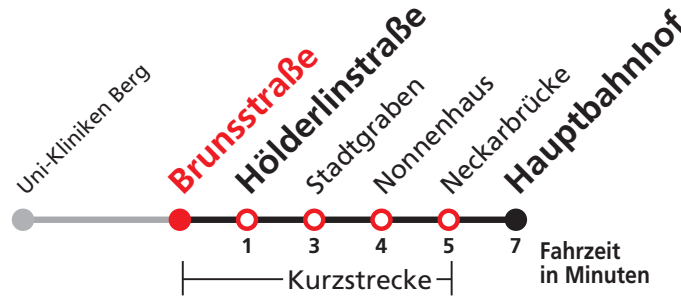 Uni-Kliniken Berg
Brunsstraße
Hölderlinstraße
Stadtgraben
Nonnenhaus
Neckarbrücke
Hauptbahnhof
1 3 4 5 7 Fahrzeit
in Minuten
Kurzstrecke